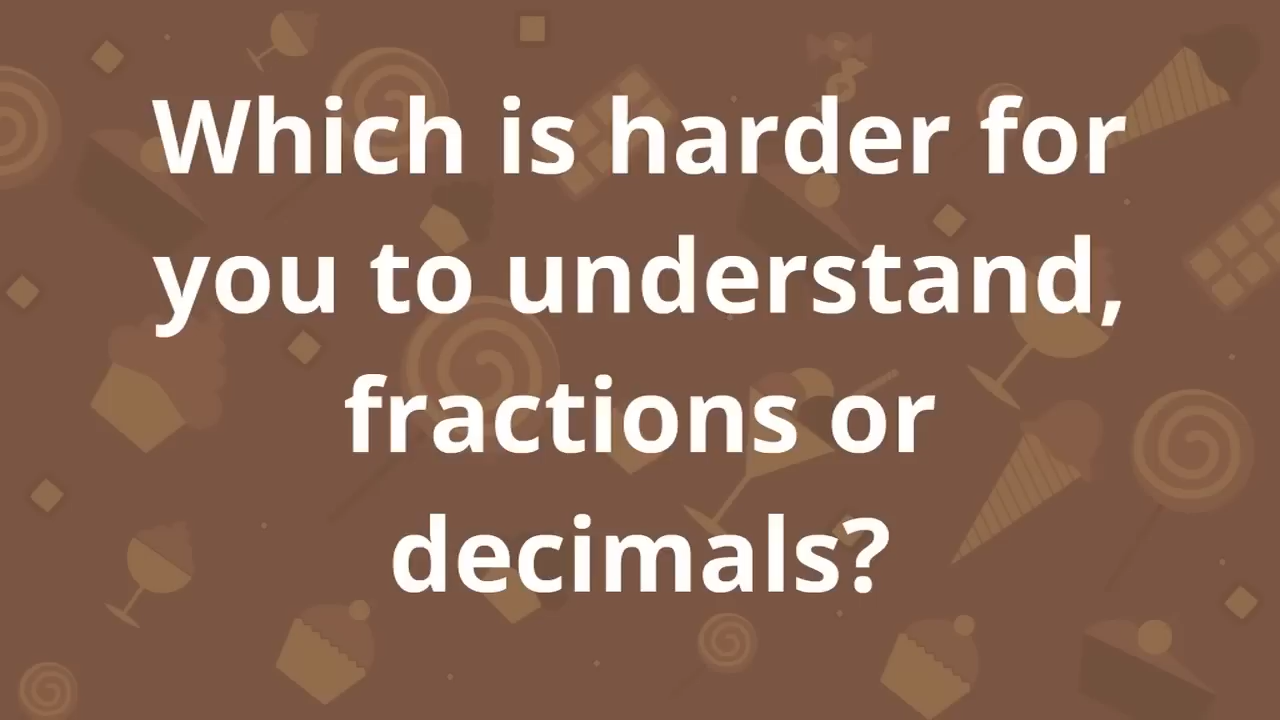 Which is harder for
you to understand,
fractions or
decimals?